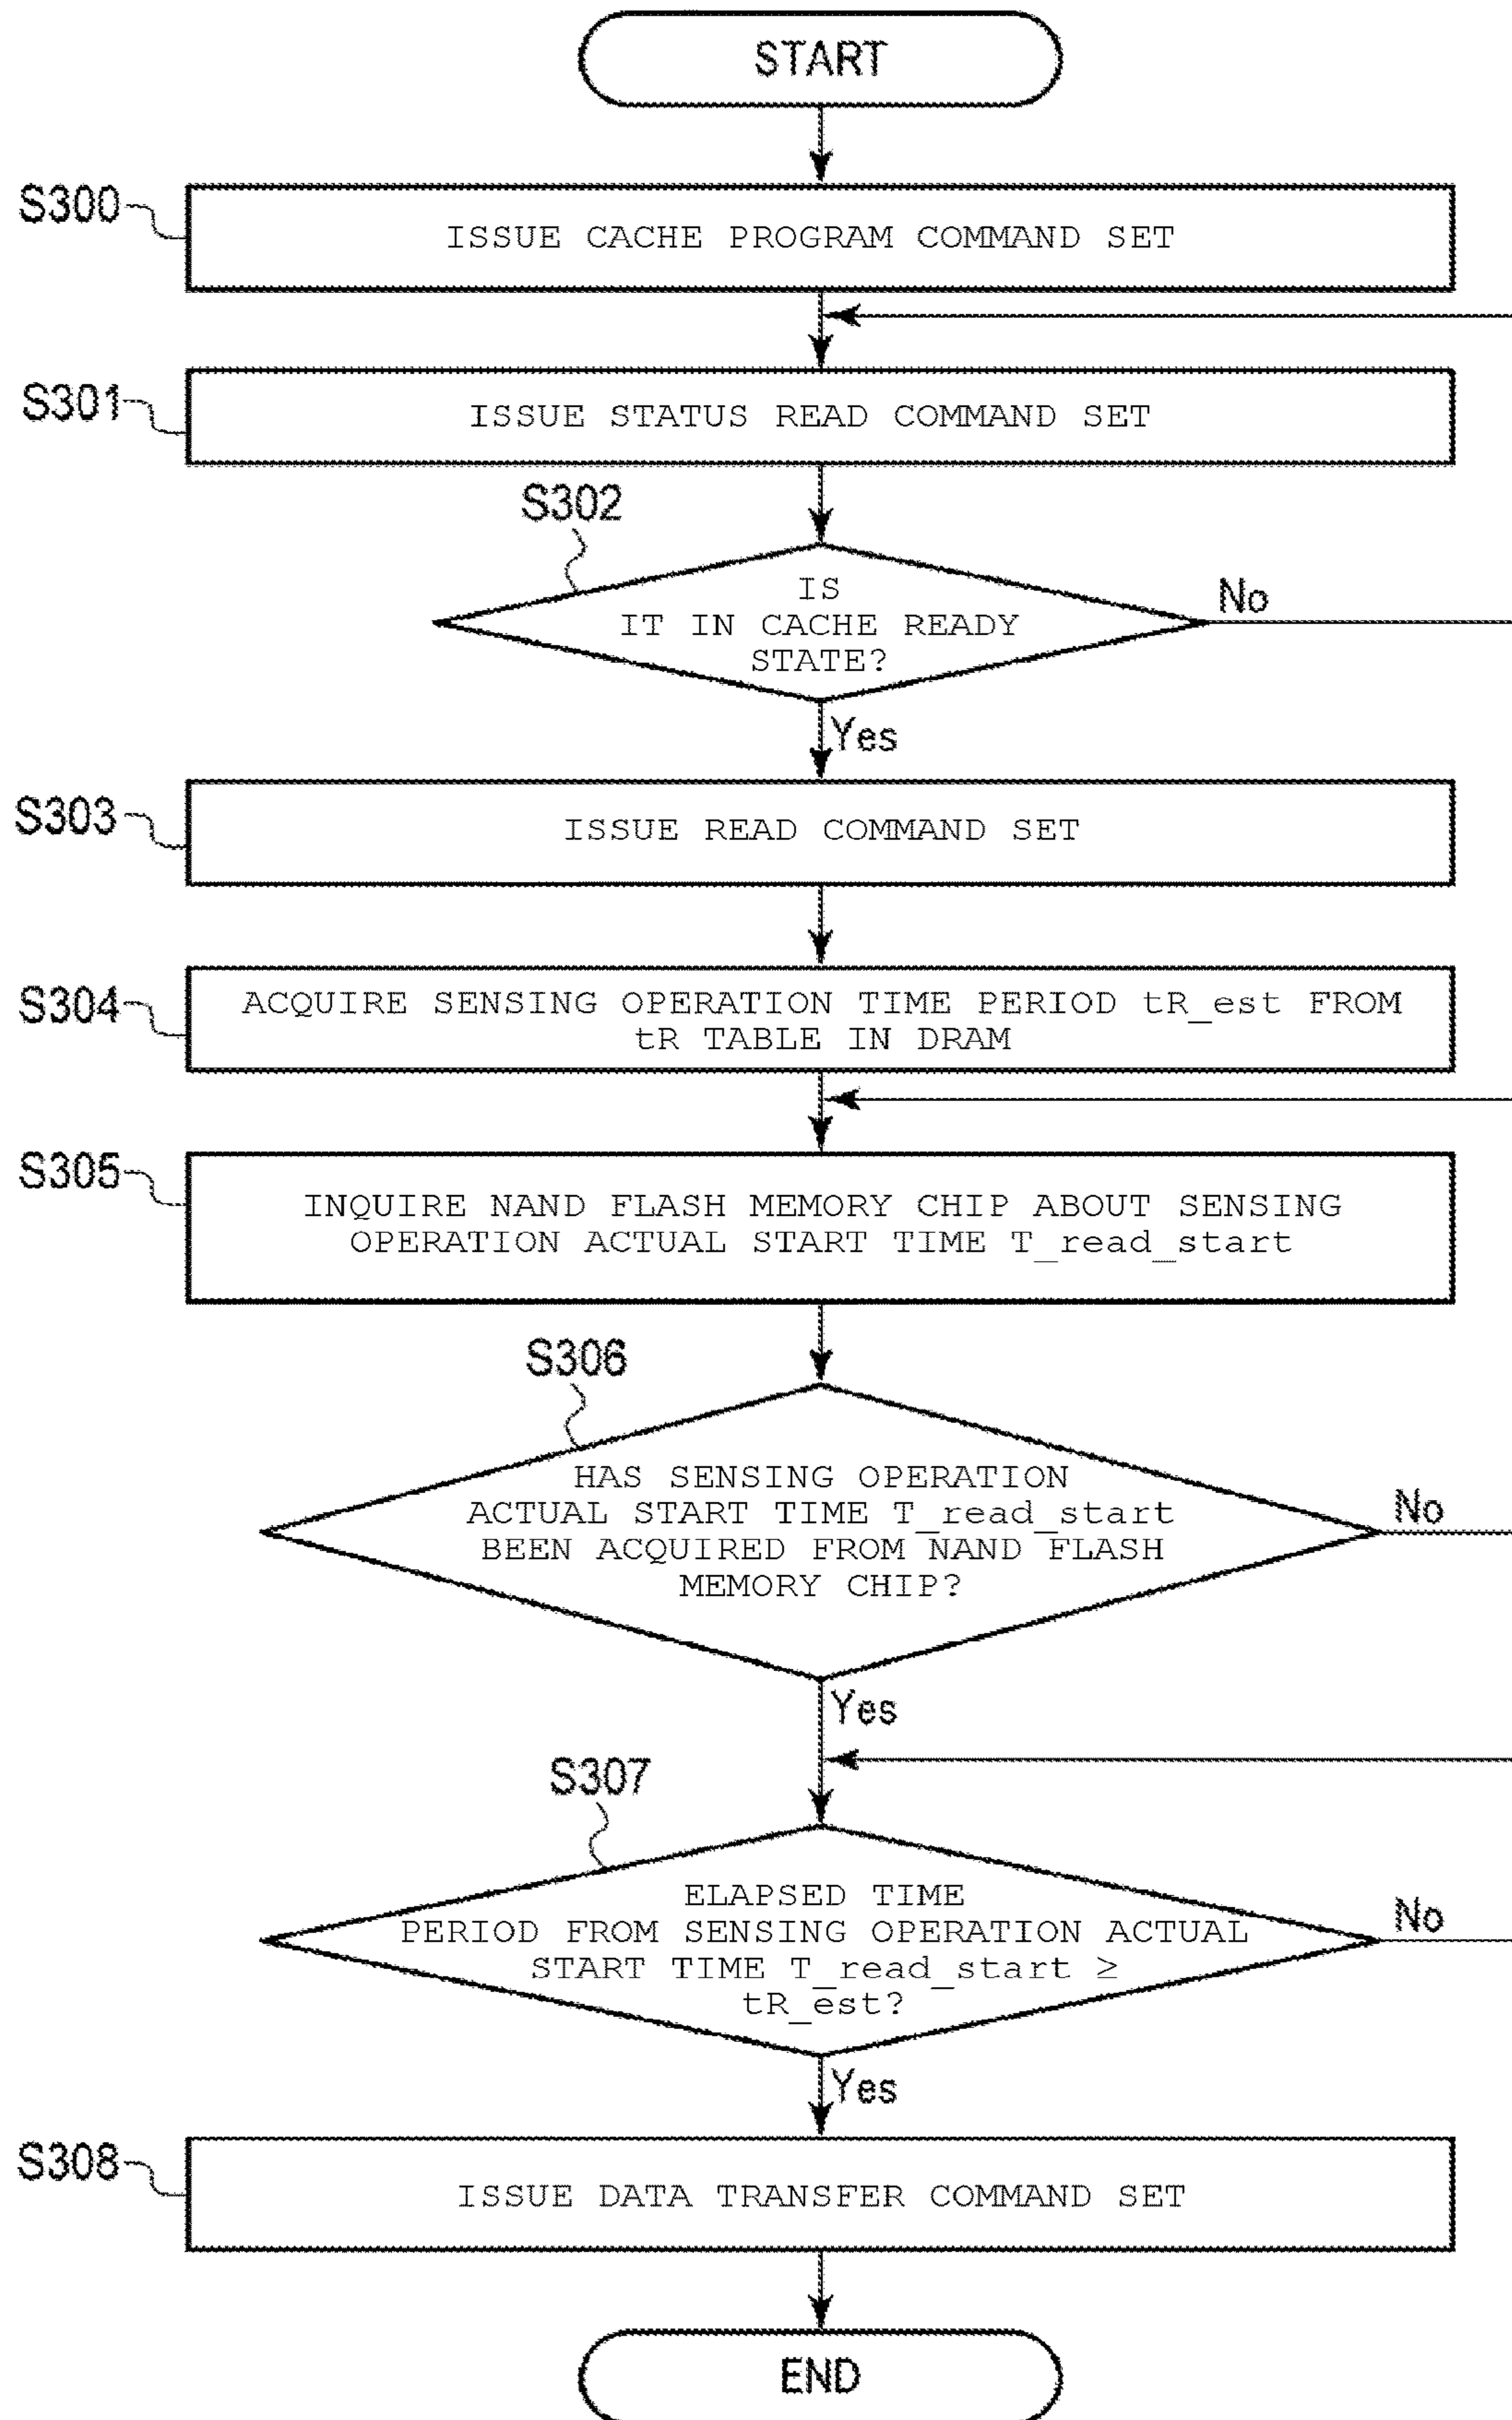 START
S300
ISSUE CACHE PROGRAM COMMAND SET
S301
ISSUE STATUS READ COMMAND SET
S302
IS
IT IN CACHE READY
STATE?
No
Yes
S303
ISSUE READ COMMAND SET
S304
ACQUIRE SENSING OPERATION TIME PERIOD tR_est FROM
tR TABLE IN DRAM
S305
INQUIRE NAND FLASH MEMORY CHIP ABOUT SENSING
OPERATION ACTUAL START TIME T_read_start
S306
HAS SENSING OPERATION
ACTUAL START TIME T_read_start
BEEN ACQUIRED FROM NAND FLASH
MEMORY CHIP?
No
Yes
S307
ELAPSED TIME
PERIOD FROM SENSING OPERATION ACTUAL
START TIME T_read_start ≥
tR_est?
No
Yes
S308
ISSUE DATA TRANSFER COMMAND SET
END